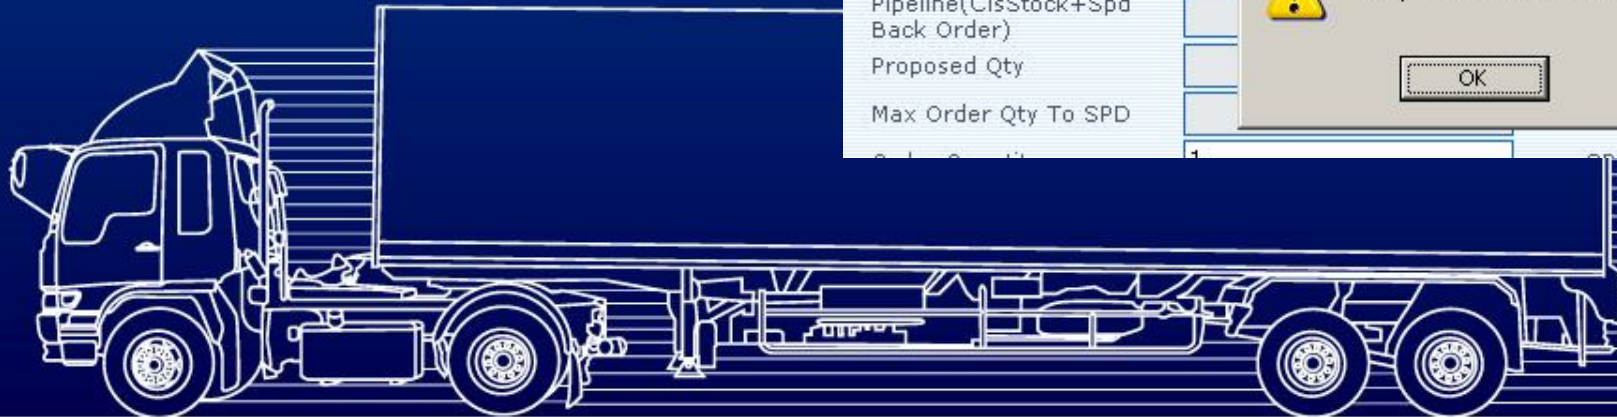 Pipeline(ClsStock+Spd
Back Order)
Proposed Qty
OK
Max Order Qty To SPD
1